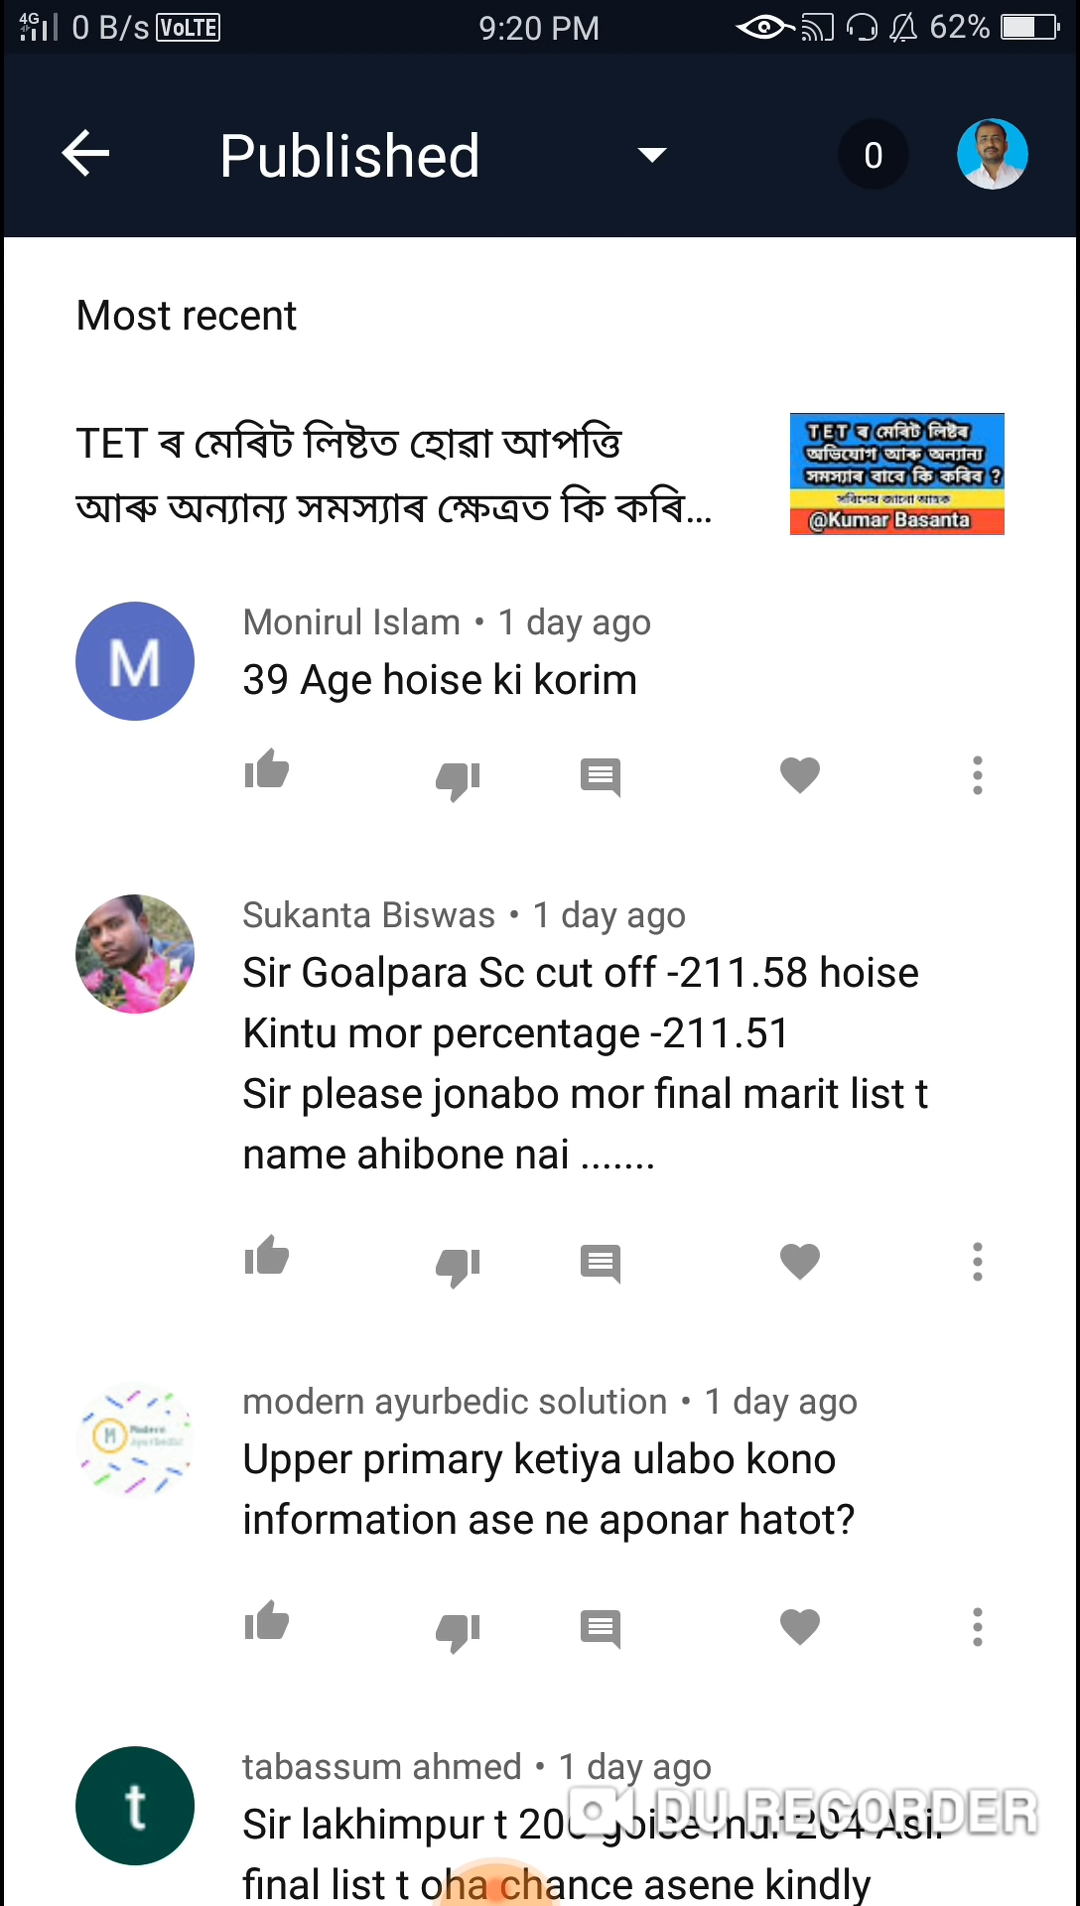 4G 0 B/s VoLTE 9:20 PM 62%
Published 0
Most recent
TET ৰ মেৰিট লিষ্টত হোৱা আপত্তি
আৰু অন্যান্য সমস্যাৰ ক্ষেত্ৰত কি কৰি...
TET ৰ মেৰিট লিষ্টৰ
অভিযোগ আৰু অন্যান্য
সমস্যাৰ বাবে কি কৰিব ?
সবিশেষ জানো আহক
@Kumar Basanta
M
Monirul Islam • 1 day ago
39 Age hoise ki korim
Sukanta Biswas • 1 day ago
Sir Goalpara Sc cut off -211.58 hoise
Kintu mor percentage -211.51
Sir please jonabo mor final marit list t
name ahibone nai .......
modern ayurbedic solution • 1 day ago
Upper primary ketiya ulabo kono
information ase ne aponar hatot?
t
tabassum ahmed • 1 day ago
DU RECORDER
Sir lakhimpur t 204 Asi.
final list t oha chance asene kindly